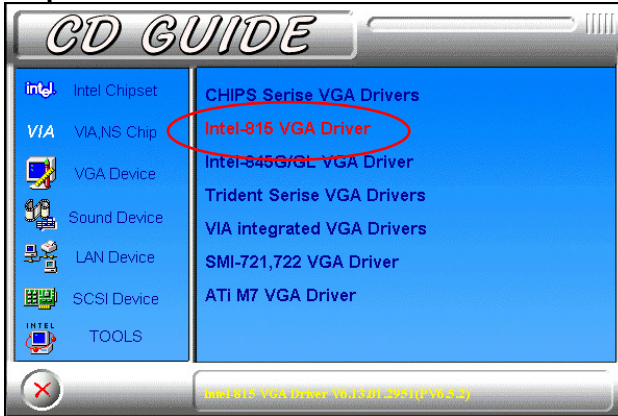 CD GUIDE
intel. Intel Chipset
VIA VIA,NS Chip
VGA Device
Sound Device
LAN Device
SCSI Device
INTEL
TOOLS
CHIPS Serise VGA Drivers
Intel-815 VGA Driver
Intel-845G/GL VGA Driver
Trident Serise VGA Drivers
VIA integrated VGA Drivers
SMI-721,722 VGA Driver
ATi M7 VGA Driver
Intel 815 VGA Driver V6.13.01.2951(PV6.5.2)